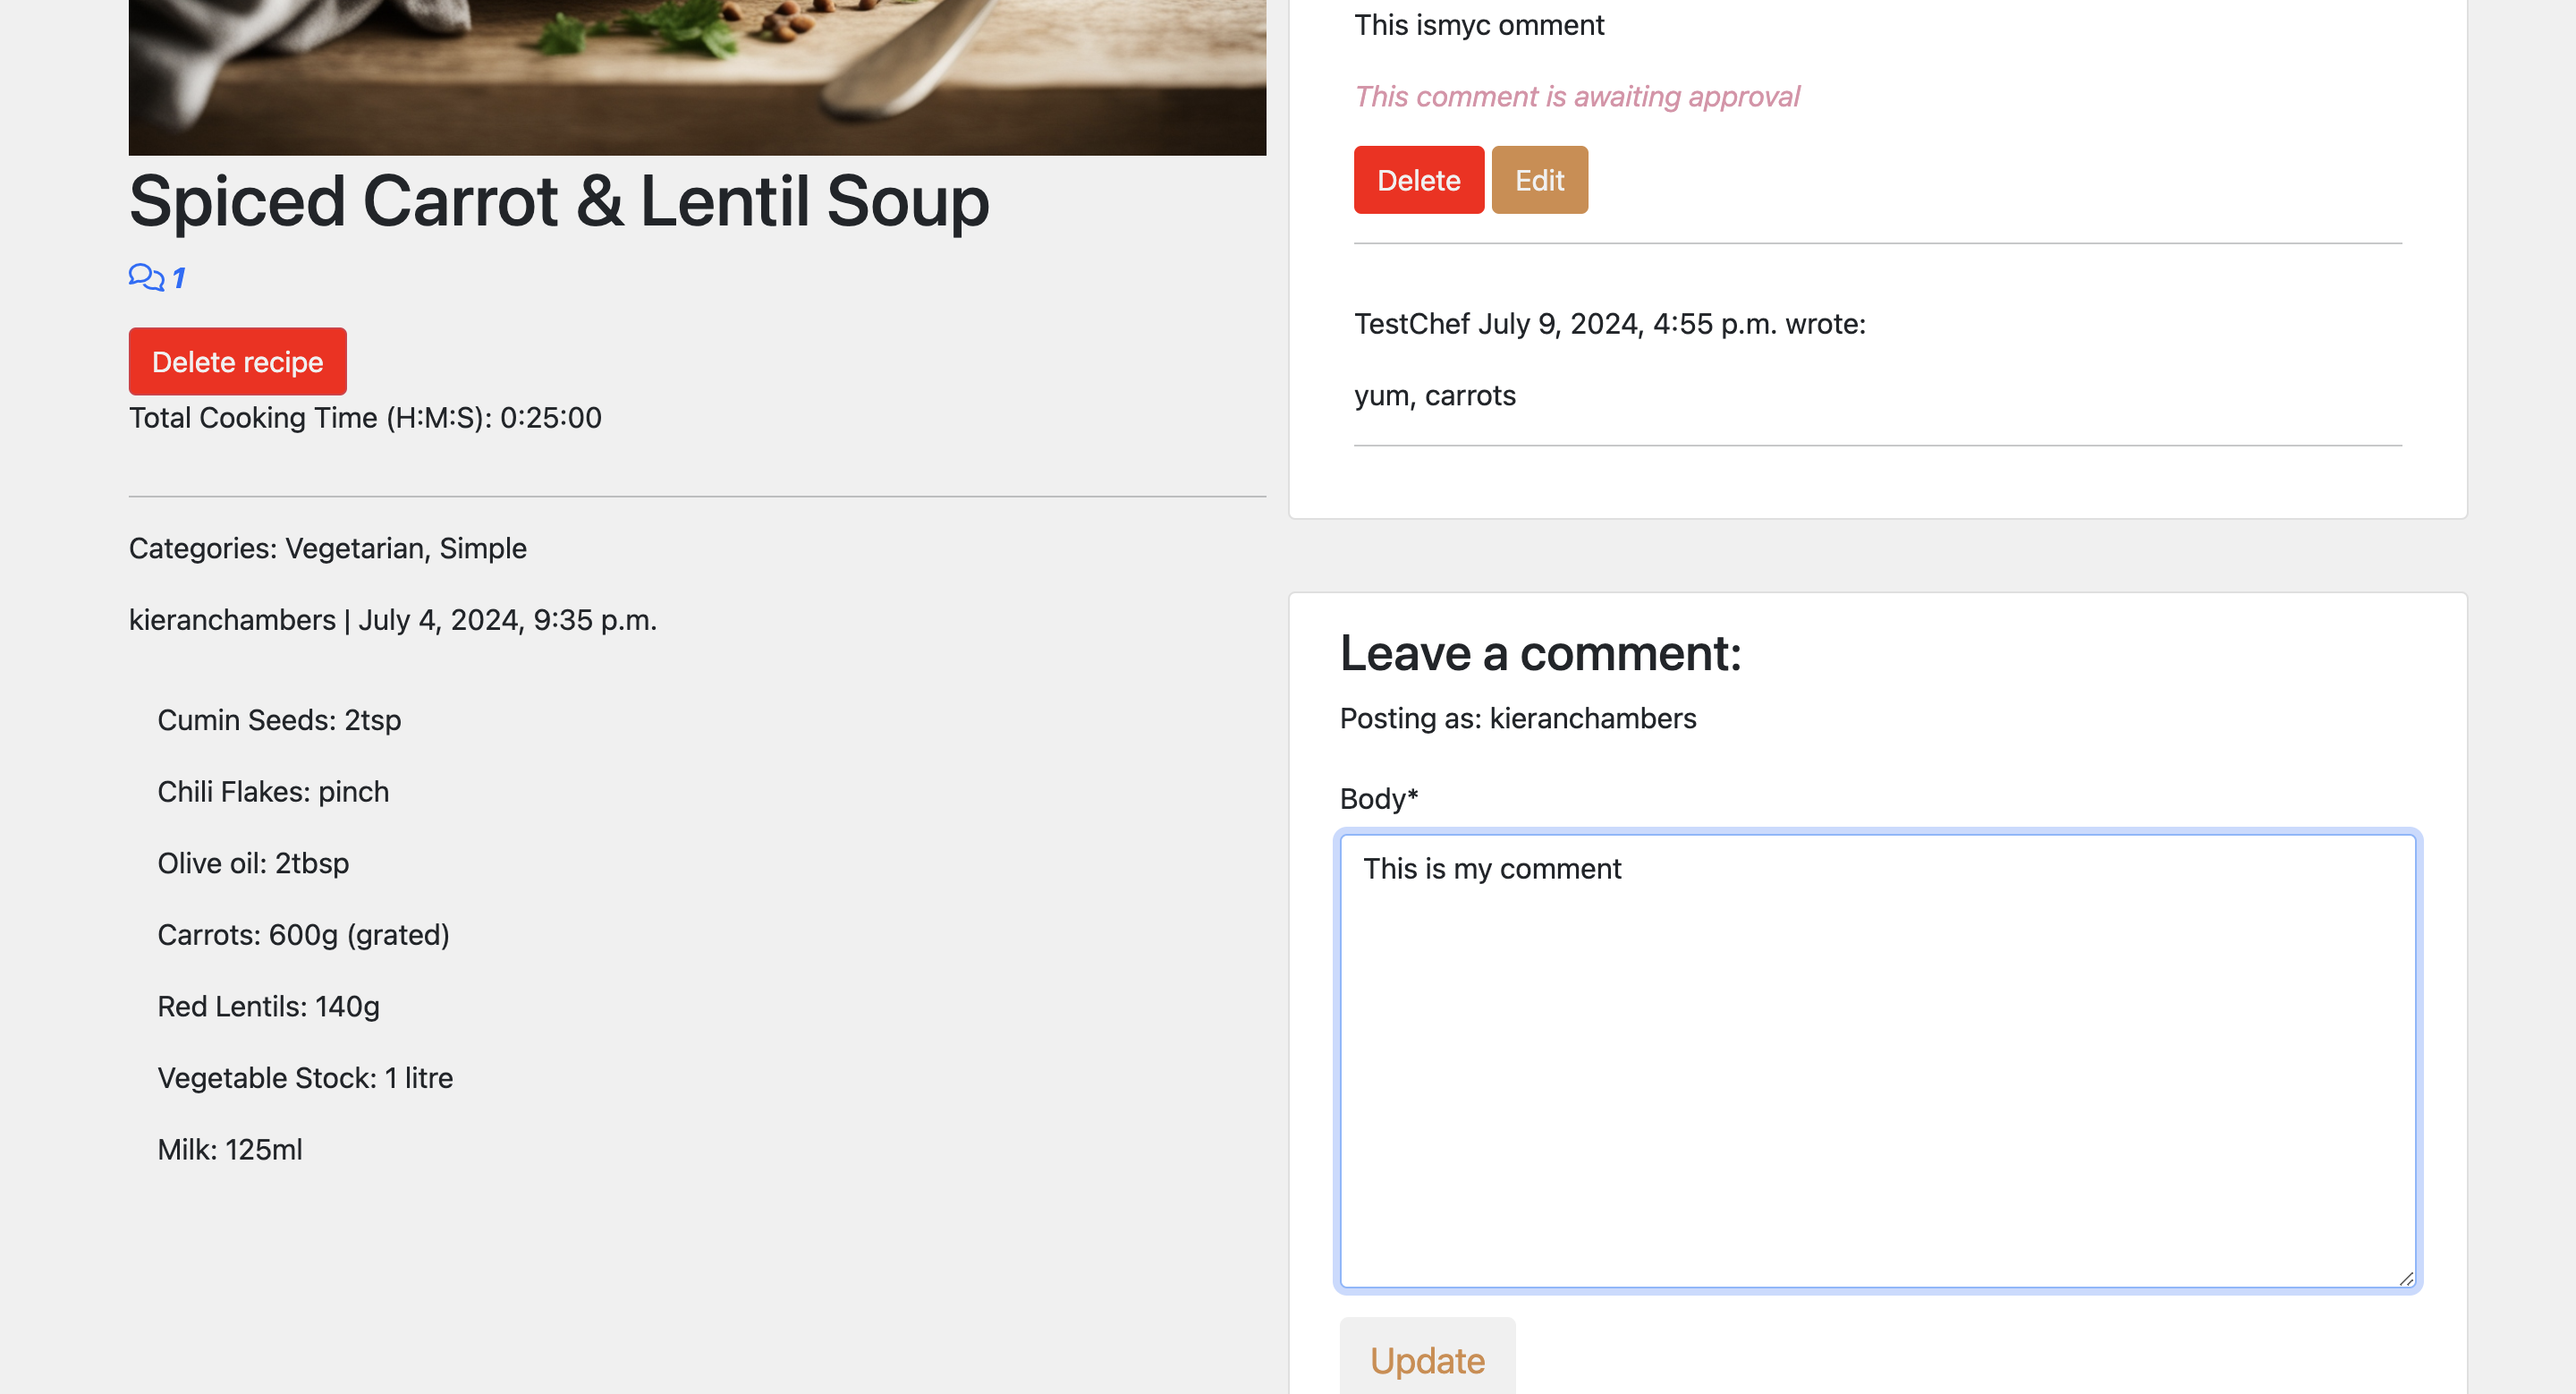 Spiced Carrot & Lentil Soup
1
Delete recipe
Total Cooking Time (H:M:S): 0:25:00
Categories: Vegetarian, Simple
kieranchambers | July 4, 2024, 9:35 p.m.
Cumin Seeds: 2tsp
Chili Flakes: pinch
Olive oil: 2tbsp
Carrots: 600g (grated)
Red Lentils: 140g
Vegetable Stock: 1 litre
Milk: 125ml
This ismyc omment
This comment is awaiting approval
Delete Edit
TestChef July 9, 2024, 4:55 p.m. wrote:
yum, carrots
Leave a comment:
Posting as: kieranchambers
Body*
This is my comment
Update